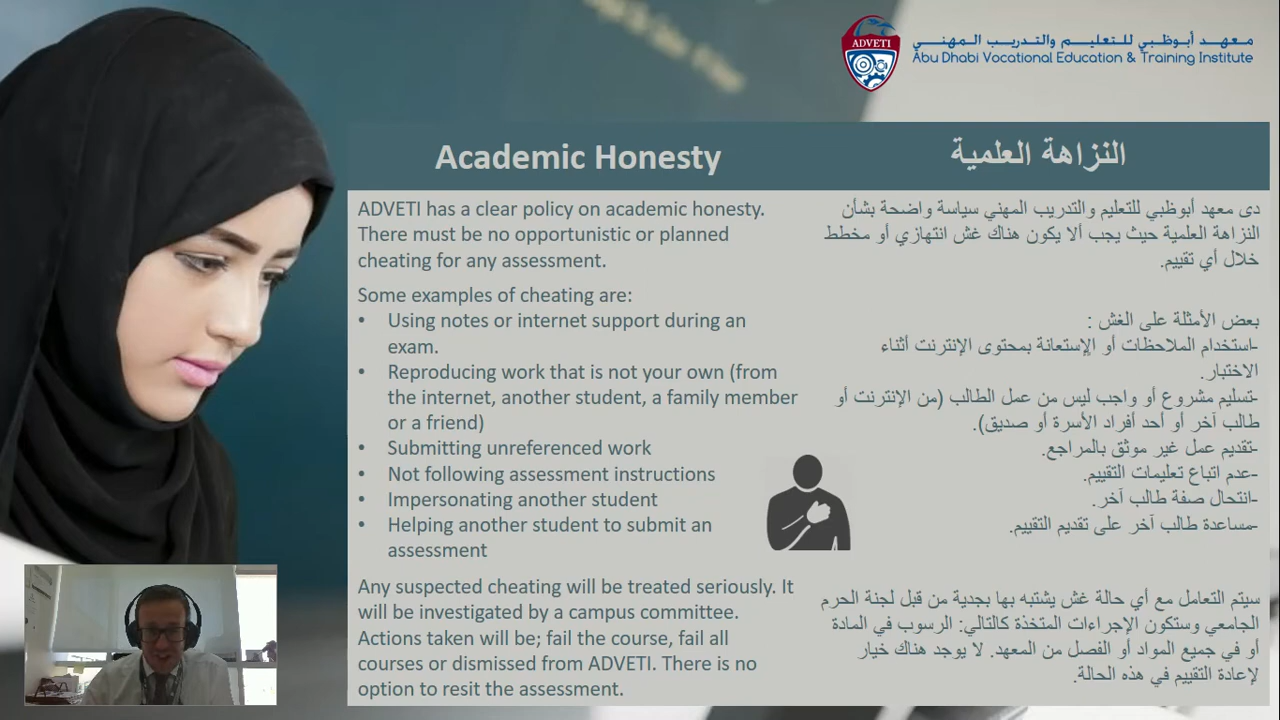 ADVETI
معهد أبوظبي للتعليم والتدريب المهني
Abu Dhabi Vocational Education & Training Institute
Academic Honesty
ADVETI has a clear policy on academic honesty.
There must be no opportunistic or planned
cheating for any assessment.
Some examples of cheating are:
• Using notes or internet support during an
exam.
• Reproducing work that is not your own (from
the internet, another student, a family member
or a friend)
• Submitting unreferenced work
• Not following assessment instructions
• Impersonating another student
• Helping another student to submit an
assessment
Any suspected cheating will be treated seriously. It
will be investigated by a campus committee.
Actions taken will be; fail the course, fail all
courses or dismissed from ADVETI. There is no
option to resit the assessment.
النزاهة العلمية
دى معهد أبوظبي للتعليم والتدريب المهني سياسة واضحة بشأن
النزاهة العلمية حيث يجب ألا يكون هناك غش انتهازي أو مخطط
خلال أي تقييم.
بعض الأمثلة على الغش :
-استخدام الملاحظات أو الإستعانة بمحتوى الإنترنت أثناء
الاختبار.
-تسليم مشروع أو واجب ليس من عمل الطالب (من الإنترنت أو
طالب آخر أو أحد أفراد الأسرة أو صديق).
-تقديم عمل غير موثق بالمراجع.
-عدم اتباع تعليمات التقييم.
-انتحال صفة طالب آخر.
-مساعدة طالب آخر على تقديم التقييم.
سيتم التعامل مع أي حالة غش يشتبه بها بجدية من قبل لجنة الحرم
الجامعي وستكون الإجراءات المتخذة كالتالي: الرسوب في المادة
أو في جميع المواد أو الفصل من المعهد. لا يوجد هناك خيار
لإعادة التقييم في هذه الحالة.